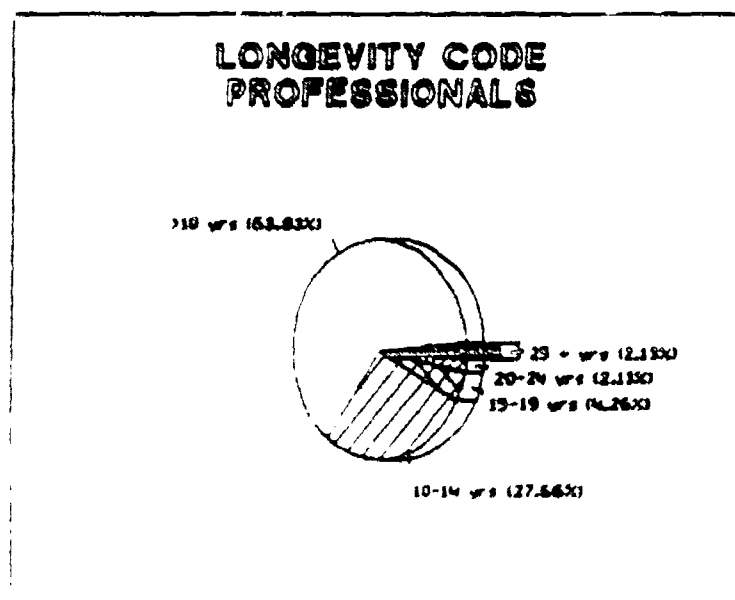 LONGEVITY CODE
PROFESSIONALS
>10 yrs (63.83%)
25 + yrs (2.13%)
20-24 yrs (2.13%)
15-19 yrs (4.26%)
10-14 yrs (27.66%)